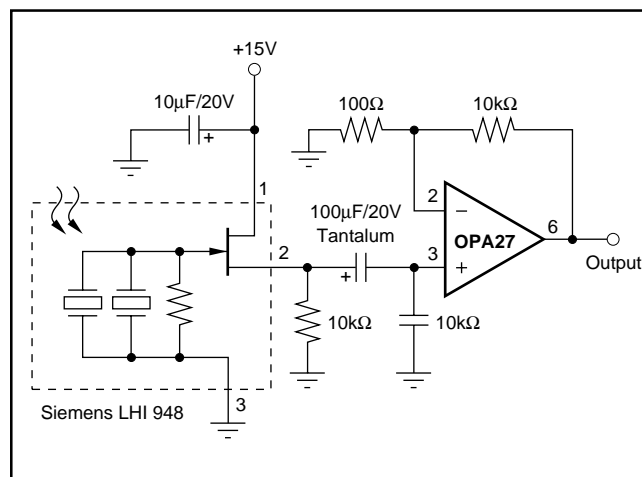 +15V
10µF/20V
+
100Ω
10kΩ
1
2
100µF/20V
Tantalum
+
2
–
OPA27
3
+
6
Output
10kΩ
10kΩ
3
Siemens LHI 948